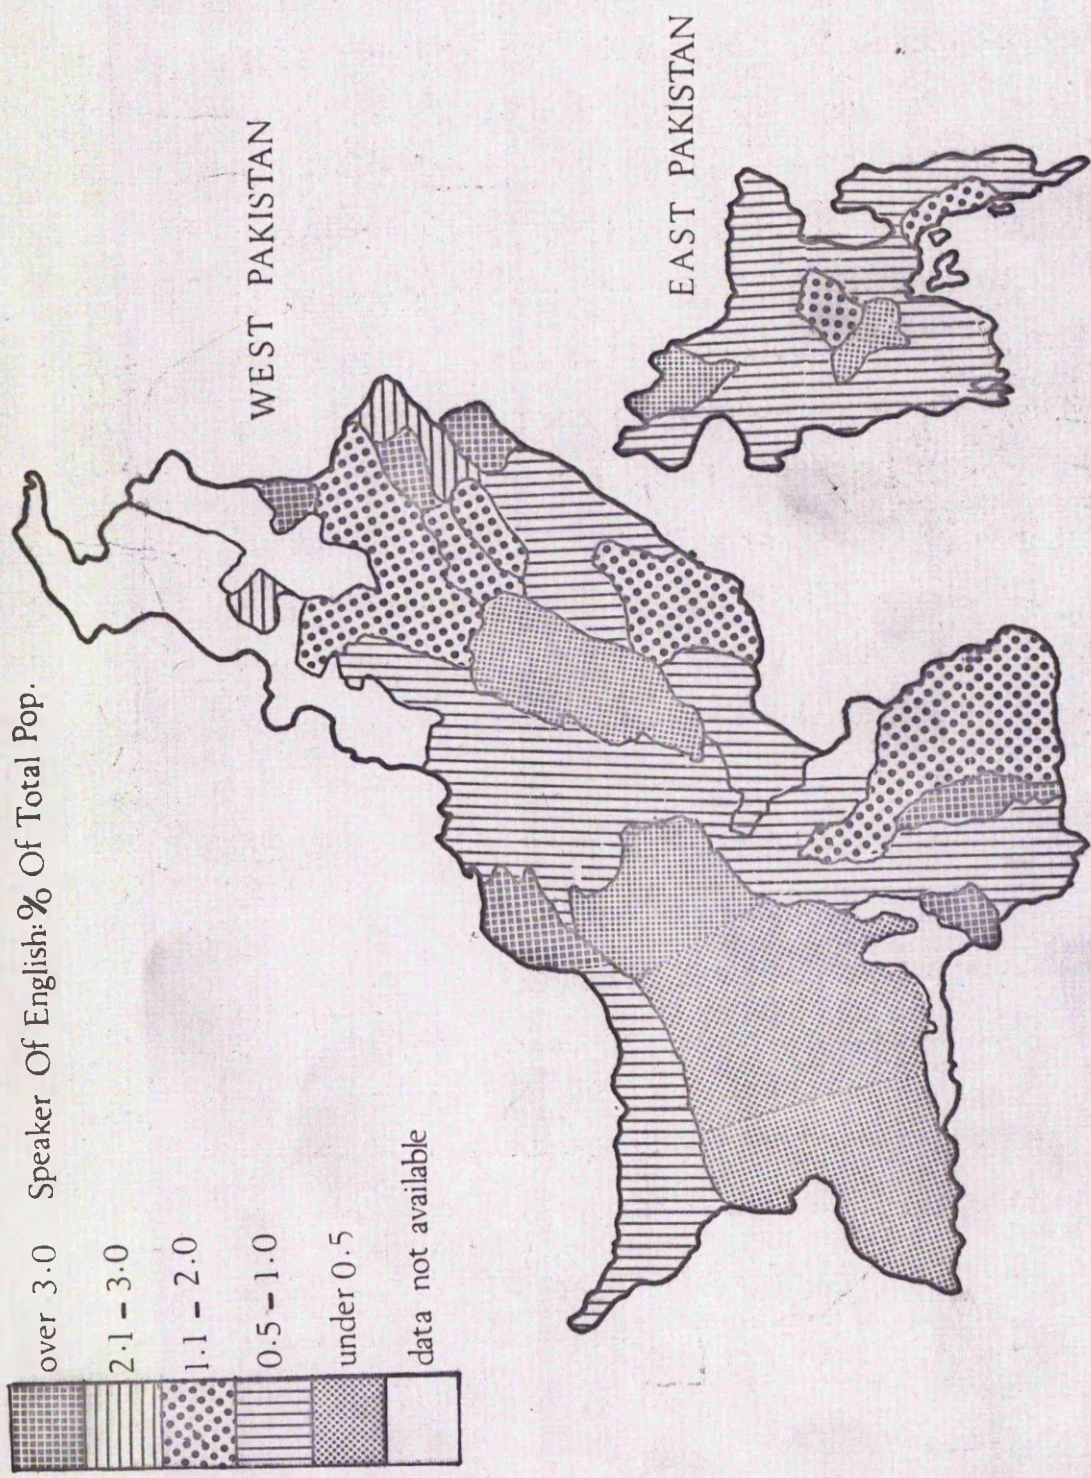 Speaker Of English:% Of Total Pop.
over 3.0
2.1 – 3.0
1.1 – 2.0
0.5 – 1.0
under 0.5
data not available
WEST PAKISTAN
EAST PAKISTAN